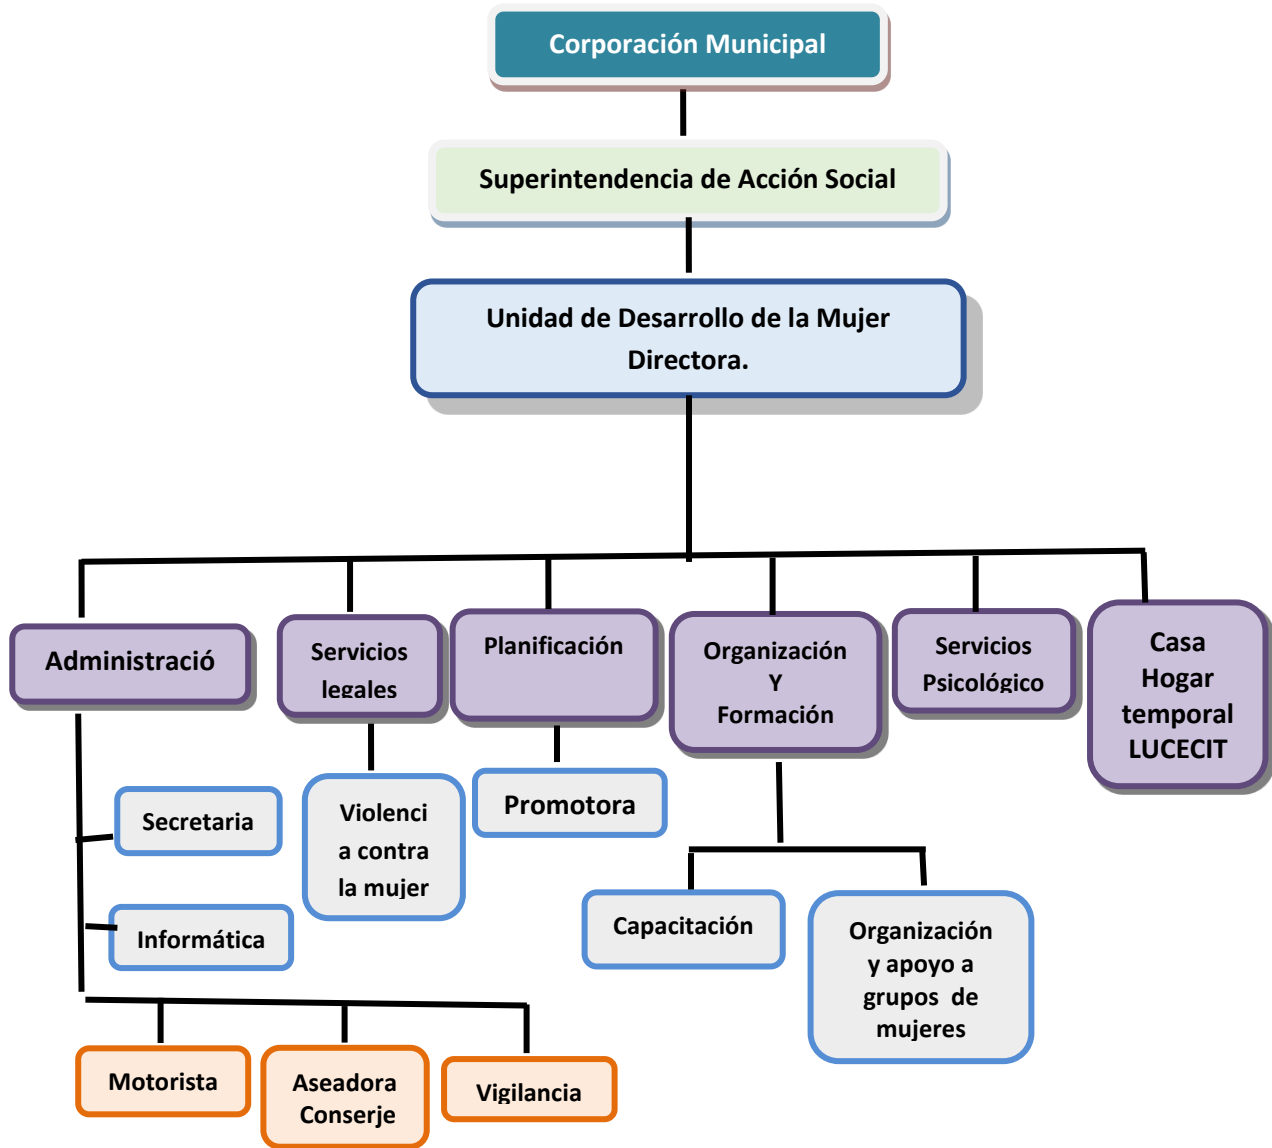 Corporación Municipal
Superintendencia de Acción Social
Unidad de Desarrollo de la Mujer
Directora.
Administració
Servicios
legales
Planificación
Organización
Y
Formación
Servicios
Psicológico
Casa
Hogar
temporal
LUCECIT
Secretaria
Informática
Violenci
a contra
la mujer
Promotora
Capacitación
Organización
y apoyo a
grupos de
mujeres
Motorista
Aseadora
Conserje
Vigilancia